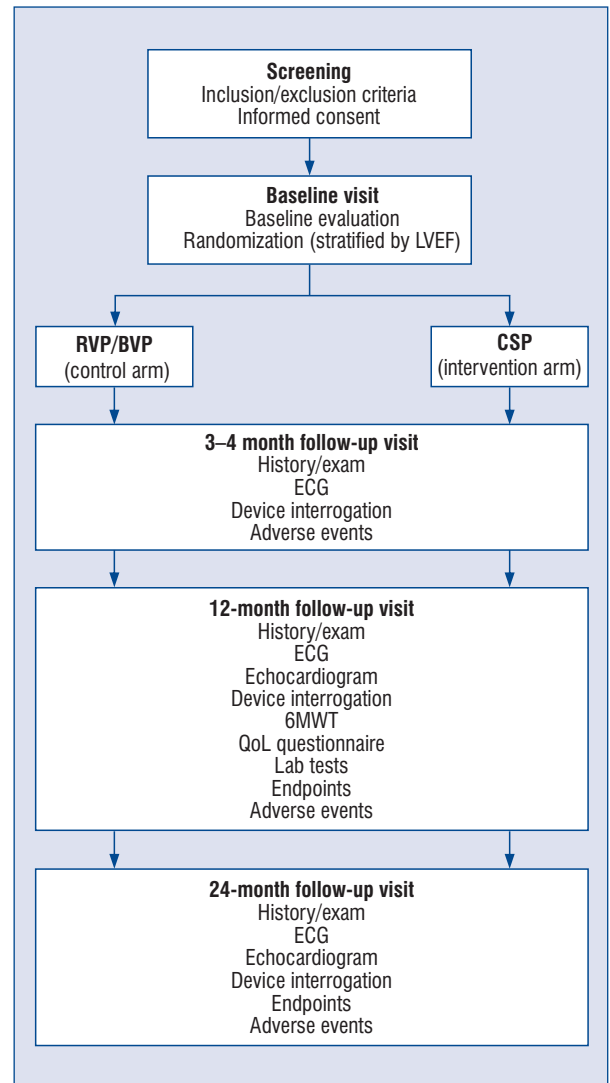 Screening
Inclusion/exclusion criteria
Informed consent
Baseline visit
Baseline evaluation
Randomization (stratified by LVEF)
RVP/BVP
(control arm)
CSP
(intervention arm)
3–4 month follow-up visit
History/exam
ECG
Device interrogation
Adverse events
12-month follow-up visit
History/exam
ECG
Echocardiogram
Device interrogation
6MWT
QoL questionnaire
Lab tests
Endpoints
Adverse events
24-month follow-up visit
History/exam
ECG
Echocardiogram
Device interrogation
Endpoints
Adverse events